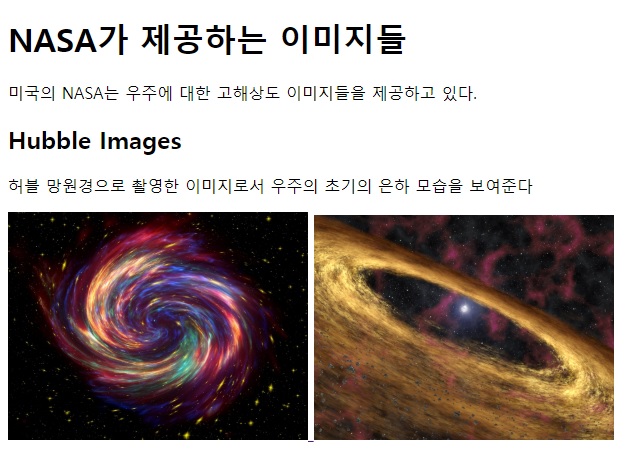 NASA가 제공하는 이미지들
미국의 NASA는 우주에 대한 고해상도 이미지들을 제공하고 있다.
Hubble Images
허블 망원경으로 촬영한 이미지로서 우주의 초기의 은하 모습을 보여준다